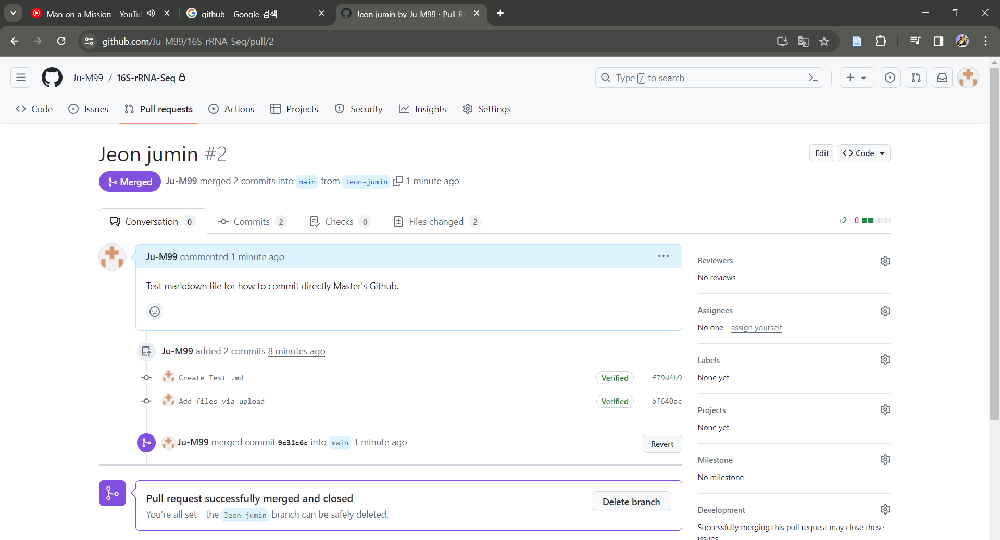 Man on a Mission - YouTu
github - Google 검색
Jeon jumin by Ju-M99 · Pull Re
github.com/Ju-M99/16S-rRNA-Seq/pull/2
Ju-M99 / 16S-rRNA-Seq
Type / to search
Code
Issues
Pull requests
Actions
Projects
Security
Insights
Settings
Jeon jumin #2
Edit
<> Code
Merged
Ju-M99 merged 2 commits into main from Jeon-jumin 1 minute ago
Conversation 0
Commits 2
Checks 0
Files changed 2
+2 −0
Ju-M99 commented 1 minute ago
Test markdown file for how to commit directly Master's Github.
Ju-M99 added 2 commits 8 minutes ago
Create Test .md
Verified
f79d4b9
Add files via upload
Verified
bf640ac
Ju-M99 merged commit 9c31c6c into main 1 minute ago
Revert
Pull request successfully merged and closed
You’re all set—the Jeon-jumin branch can be safely deleted.
Delete branch
Reviewers
No reviews
Assignees
No one—assign yourself
Labels
None yet
Projects
None yet
Milestone
No milestone
Development
Successfully merging this pull request may close these
issues.